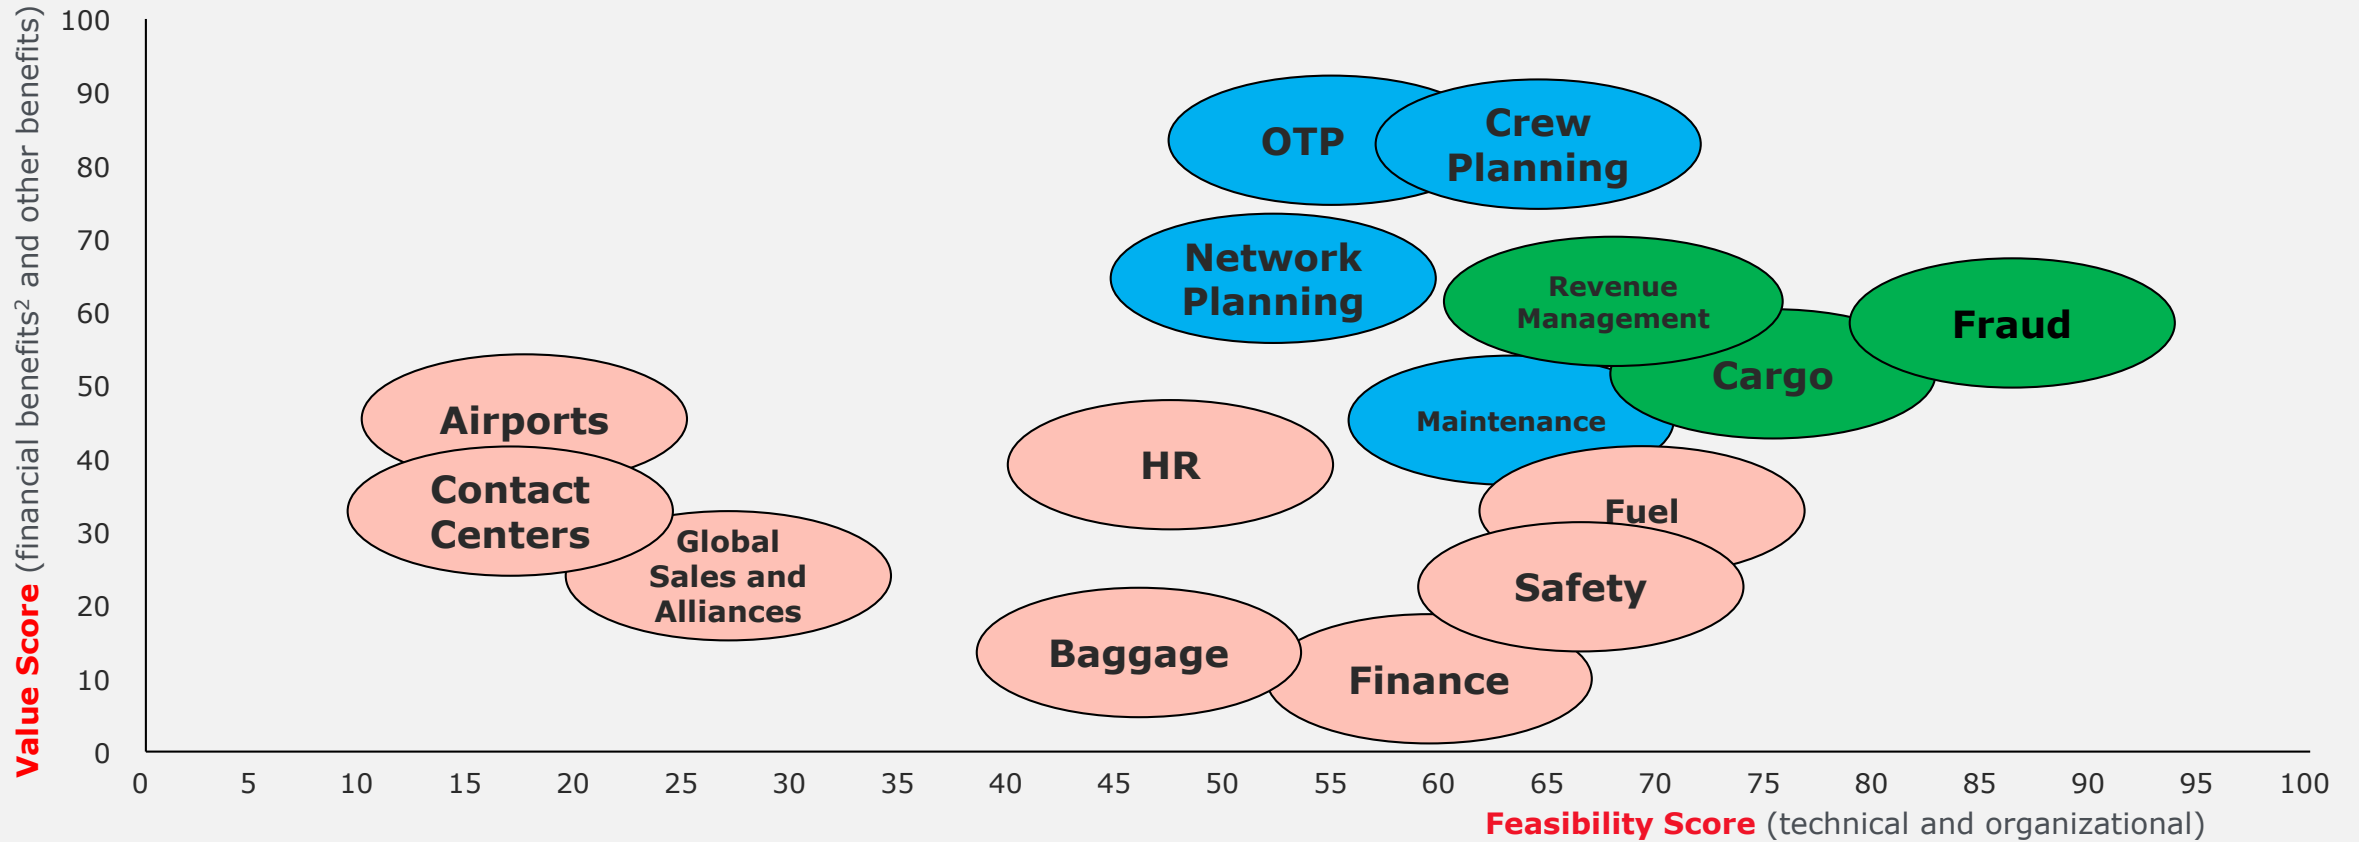 Value Score (financial benefits2 and other benefits)
100
90
80
70
60
50
40
30
20
10
0
OTP
Crew
Planning
Network
Planning
Revenue
Management
Fraud
Cargo
Airports
Maintenance
HR
Contact
Centers
Fuel
Global
Sales and
Alliances
Safety
Baggage
Finance
0 5 10 15 20 25 30 35 40 45 50 55 60 65 70 75 80 85 90 95 100
Feasibility Score (technical and organizational)